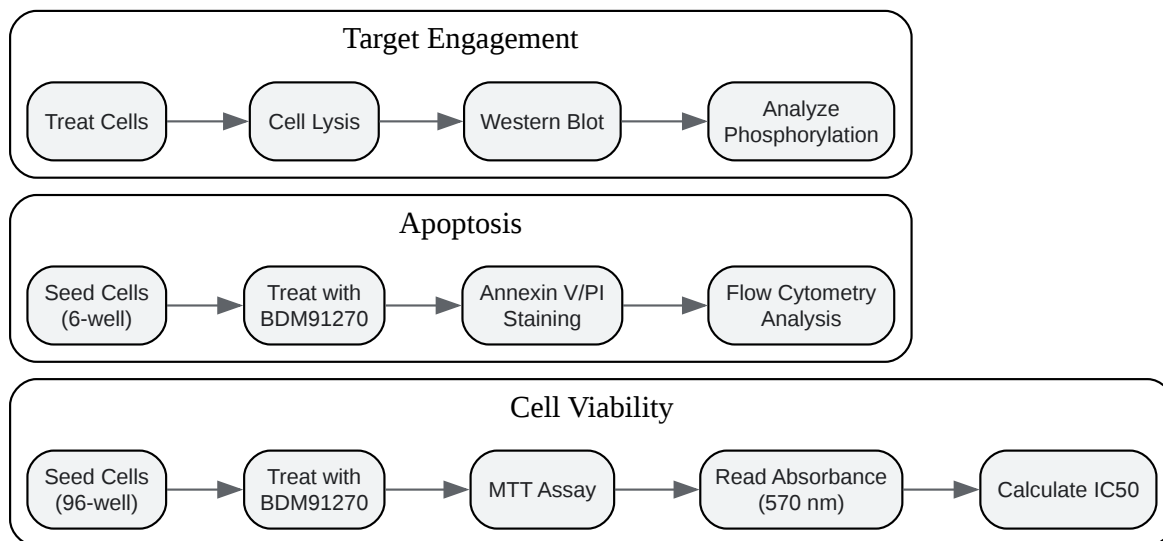 Target Engagement
Treat Cells
Cell Lysis
Western Blot
Analyze
Phosphorylation
Apoptosis
Seed Cells
(6-well)
Treat with
BDM91270
Annexin V/PI
Staining
Flow Cytometry
Analysis
Cell Viability
Seed Cells
(96-well)
Treat with
BDM91270
MTT Assay
Read Absorbance
(570 nm)
Calculate IC50